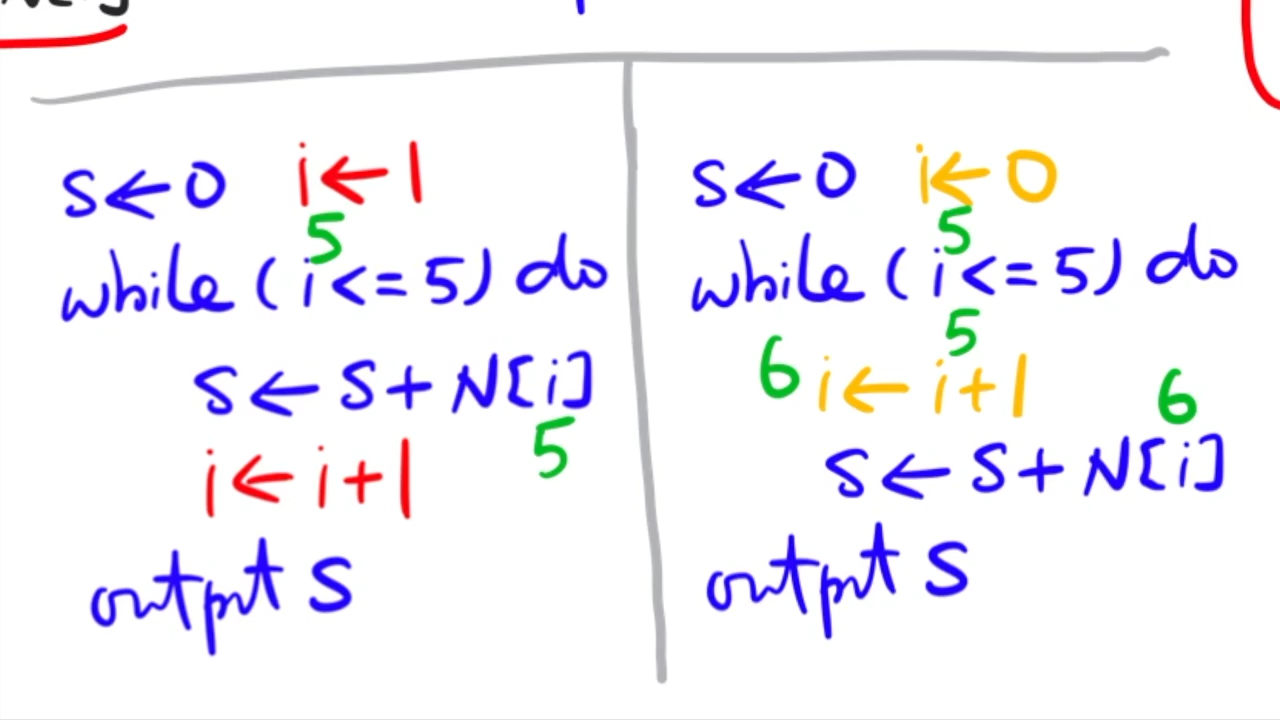 s←0 i←1
5
while (i<=5) do
s←s+N[i]
5
i←i+1
output s
s←0 i←0
5
while (i<=5) do
5
6 i←i+1
6
s←s+N[i]
output s